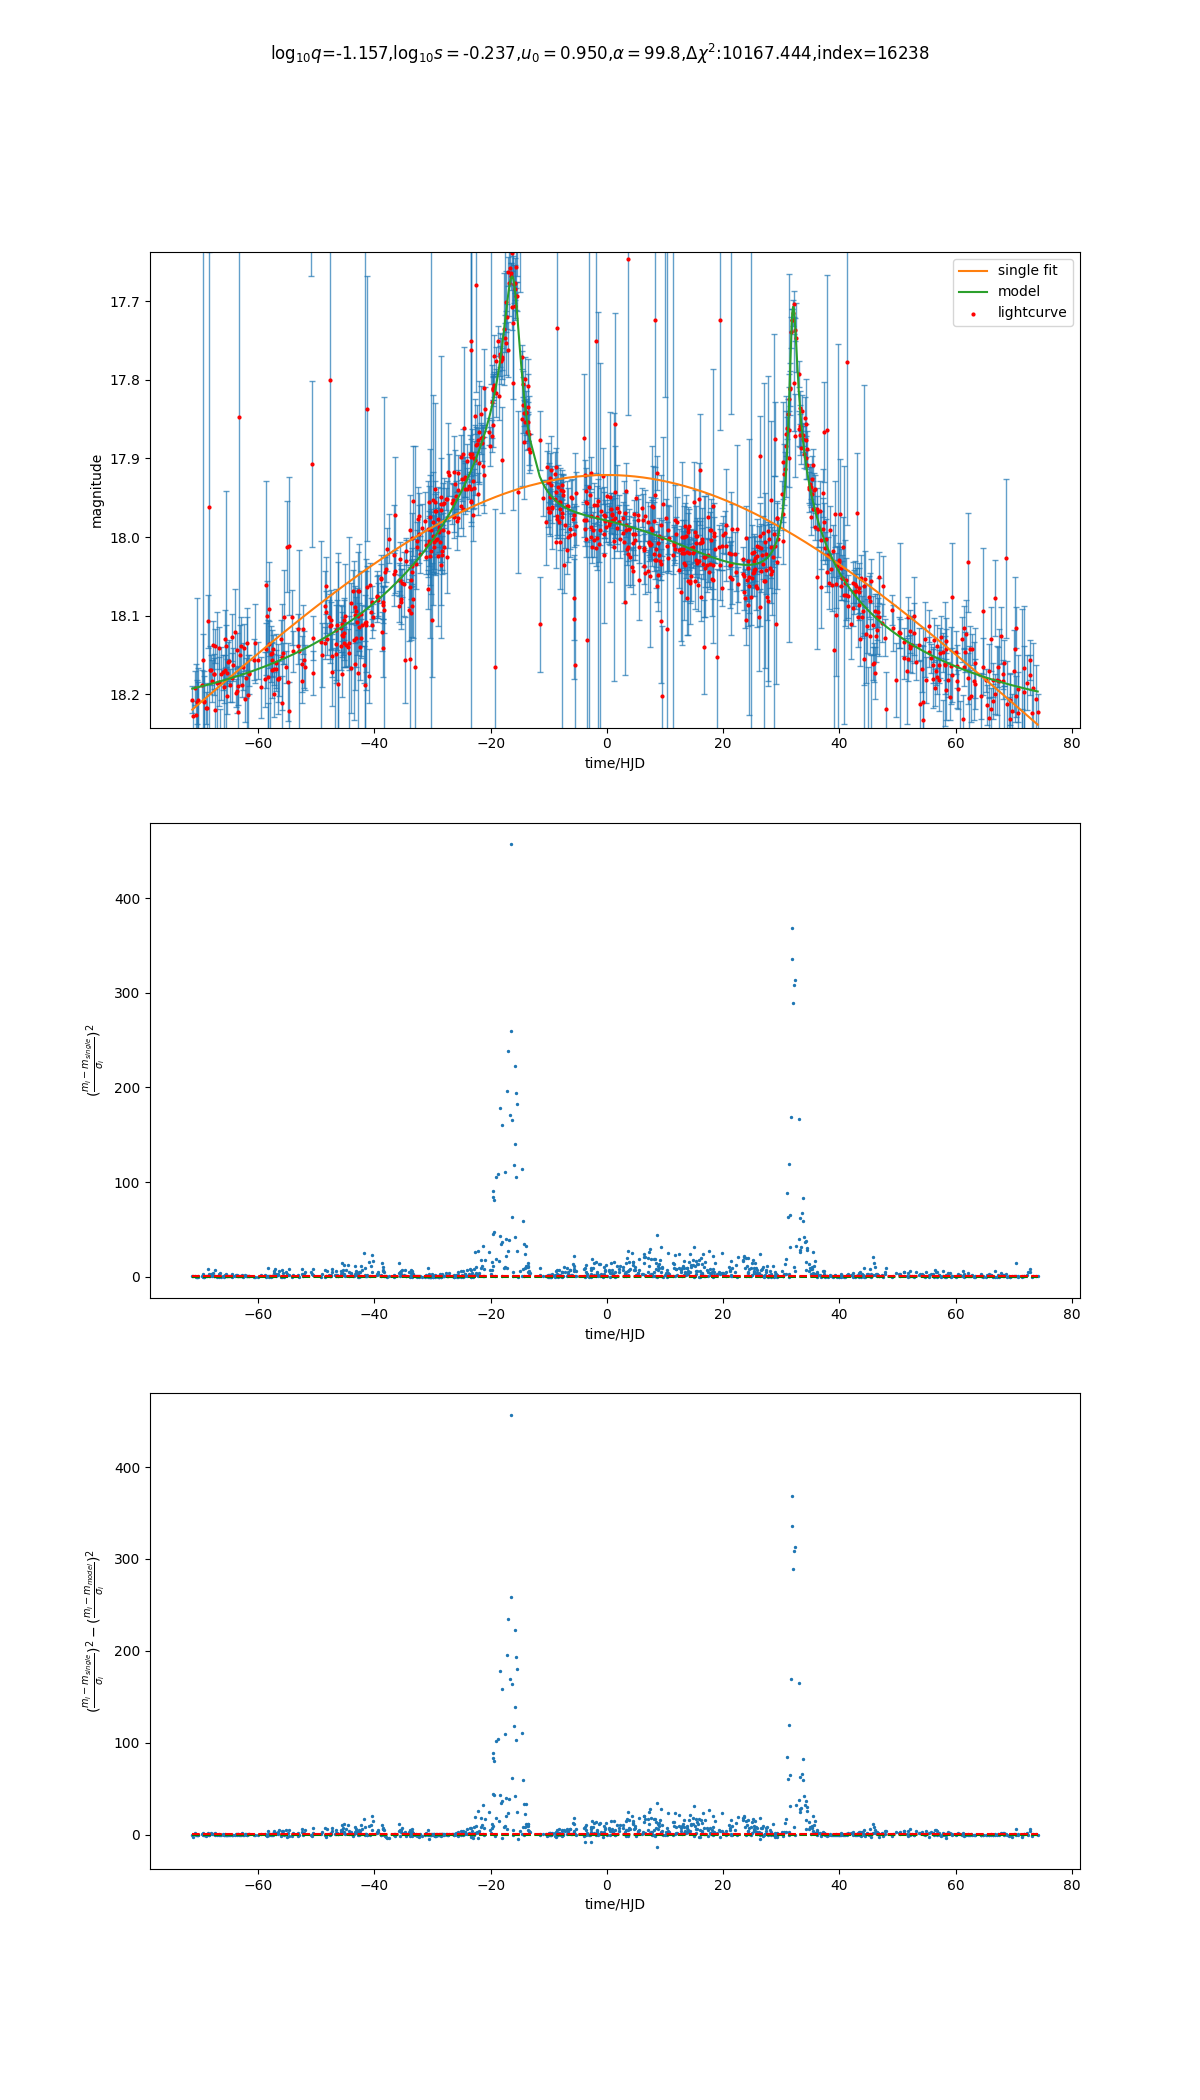 log₁₀q=-1.157,log₁₀s = -0.237,u₀ = 0.950,α = 99.8,Δχ²:10167.444,index=16238
single fit
model
lightcurve
magnitude
17.7
17.8
17.9
18.0
18.1
18.2
−60 −40 −20 0 20 40 60 80
time/HJD
((mᵢ − m_single)/σᵢ)²
400
300
200
100
0
−60 −40 −20 0 20 40 60 80
time/HJD
((mᵢ − m_single)/σᵢ)² − ((mᵢ − m_model)/σᵢ)²
400
300
200
100
0
−60 −40 −20 0 20 40 60 80
time/HJD